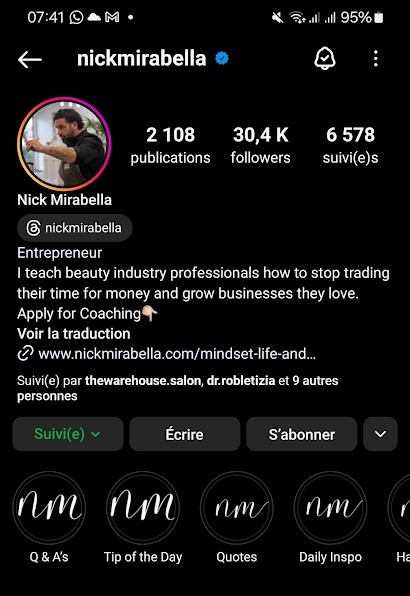 07:41 95%
nickmirabella
2 108 30,4 K 6 578
publications followers suivi(e)s
Nick Mirabella
nickmirabella
Entrepreneur
I teach beauty industry professionals how to stop trading
their time for money and grow businesses they love.
Apply for Coaching👇🏼
Voir la traduction
www.nickmirabella.com/mindset-life-and...
Suivi(e) par thewarehouse.salon, dr.robletizia et 9 autres
personnes
Suivi(e) Écrire S'abonner
nm nm nm nm
Q & A's Tip of the Day Quotes Daily Inspo Ha